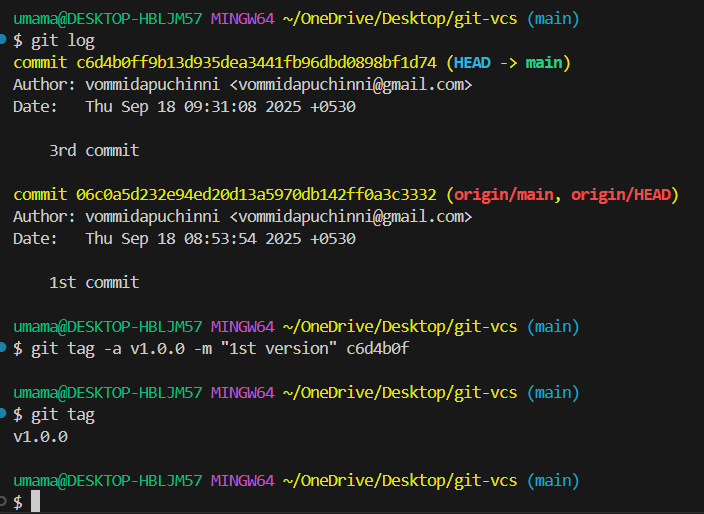 umama@DESKTOP-HBLJM57 MINGW64 ~/OneDrive/Desktop/git-vcs (main)
$ git log
commit c6d4b0ff9b13d935dea3441fb96dbd0898bf1d74 (HEAD -> main)
Author: vommidapuchinni <vommidapuchinni@gmail.com>
Date:   Thu Sep 18 09:31:08 2025 +0530

    3rd commit

commit 06c0a5d232e94ed20d13a5970db142ff0a3c3332 (origin/main, origin/HEAD)
Author: vommidapuchinni <vommidapuchinni@gmail.com>
Date:   Thu Sep 18 08:53:54 2025 +0530

    1st commit

umama@DESKTOP-HBLJM57 MINGW64 ~/OneDrive/Desktop/git-vcs (main)
$ git tag -a v1.0.0 -m "1st version" c6d4b0f

umama@DESKTOP-HBLJM57 MINGW64 ~/OneDrive/Desktop/git-vcs (main)
$ git tag
v1.0.0

umama@DESKTOP-HBLJM57 MINGW64 ~/OneDrive/Desktop/git-vcs (main)
$